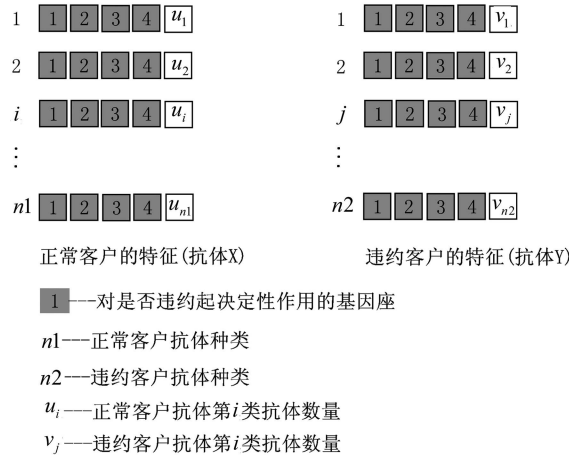 1 1 2 3 4 u1 1 1 2 3 4 v1
2 1 2 3 4 u2 2 1 2 3 4 v2
i 1 2 3 4 ui j 1 2 3 4 vj
⋮ ⋮
n1 1 2 3 4 un1 n2 1 2 3 4 vn2
正常客户的特征(抗体X) 违约客户的特征(抗体Y)
1 ---对是否违约起决定性作用的基因座
n1---正常客户抗体种类
n2---违约客户抗体种类
ui ---正常客户抗体第i类抗体数量
vj ---违约客户抗体第i类抗体数量